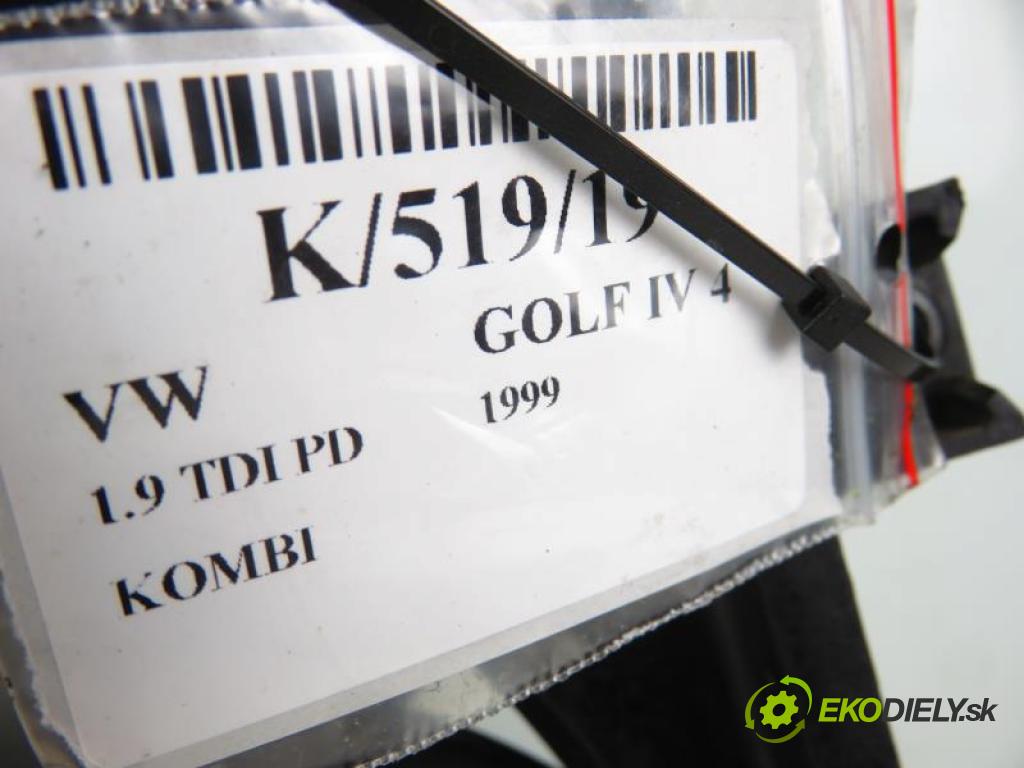 K/519/19
VW GOLF IV 4
1.9 TDI PD 1999
KOMBI
EKODIELY.sk